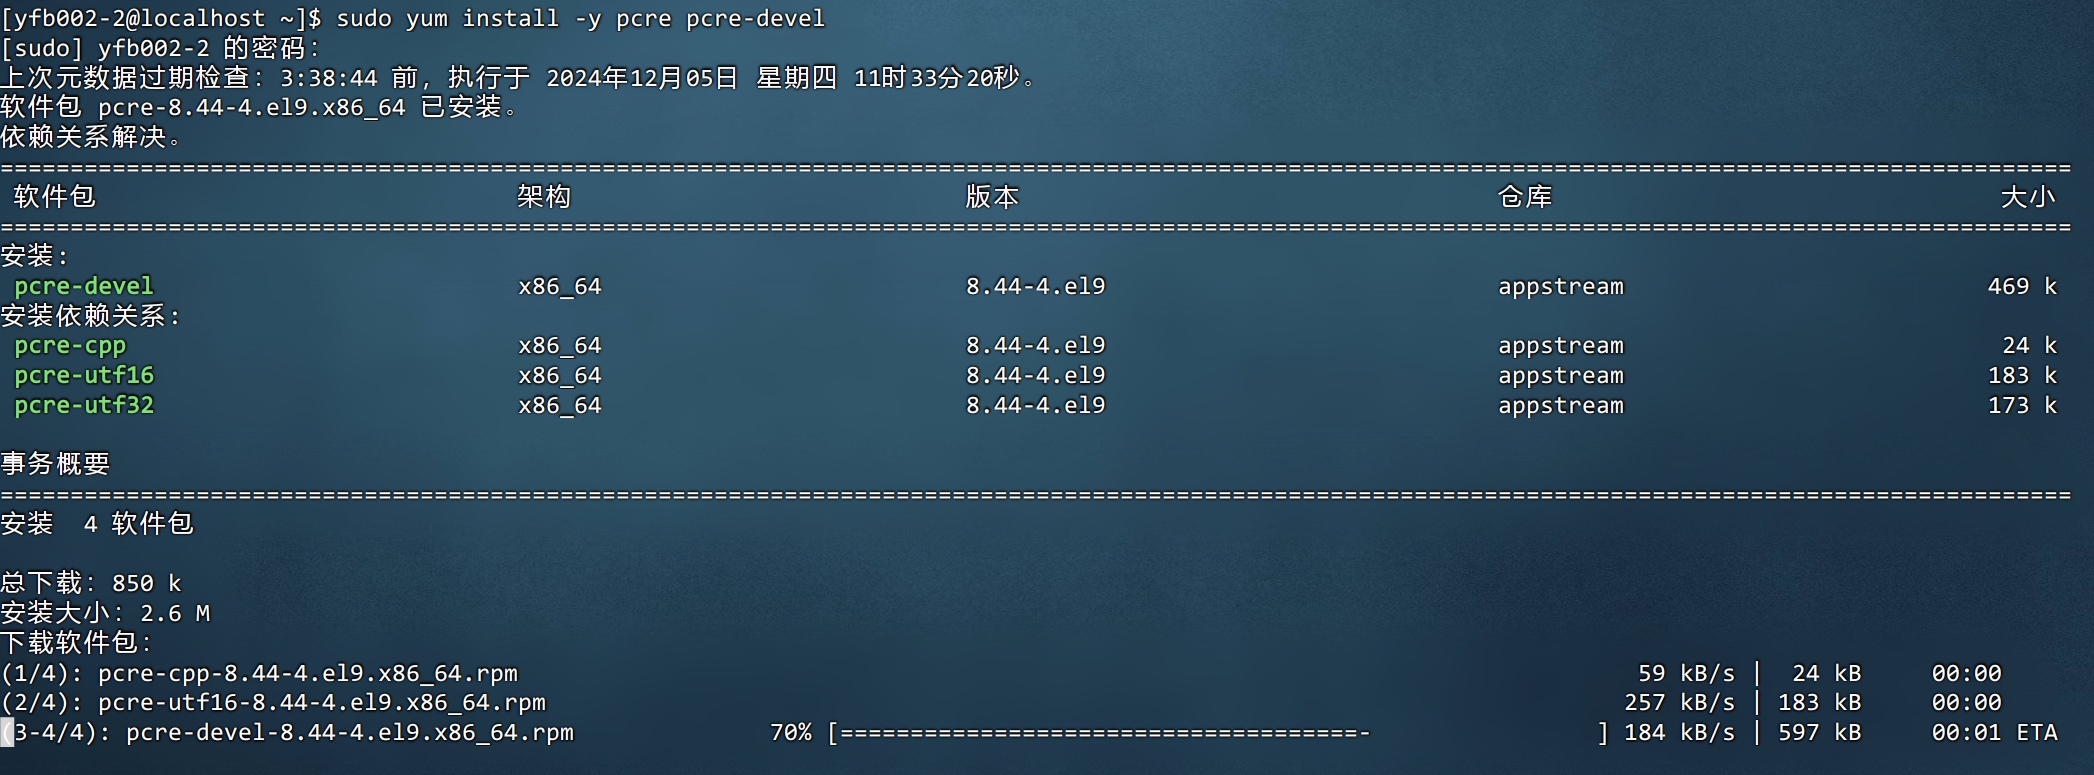 [yfb002-2@localhost ~]$ sudo yum install -y pcre pcre-devel
[sudo] yfb002-2 的密码：
上次元数据过期检查：3:38:44 前，执行于 2024年12月05日 星期四 11时33分20秒。
软件包 pcre-8.44-4.el9.x86_64 已安装。
依赖关系解决。
====================================================================================================================================================
软件包 架构 版本 仓库 大小
====================================================================================================================================================
安装:
pcre-devel x86_64 8.44-4.el9 appstream 469 k
安装依赖关系:
pcre-cpp x86_64 8.44-4.el9 appstream 24 k
pcre-utf16 x86_64 8.44-4.el9 appstream 183 k
pcre-utf32 x86_64 8.44-4.el9 appstream 173 k
事务概要
====================================================================================================================================================
安装  4 软件包
总下载：850 k
安装大小：2.6 M
下载软件包：
(1/4): pcre-cpp-8.44-4.el9.x86_64.rpm 59 kB/s | 24 kB 00:00
(2/4): pcre-utf16-8.44-4.el9.x86_64.rpm 257 kB/s | 183 kB 00:00
(3-4/4): pcre-devel-8.44-4.el9.x86_64.rpm 70% [=====================================- ] 184 kB/s | 597 kB 00:01 ETA